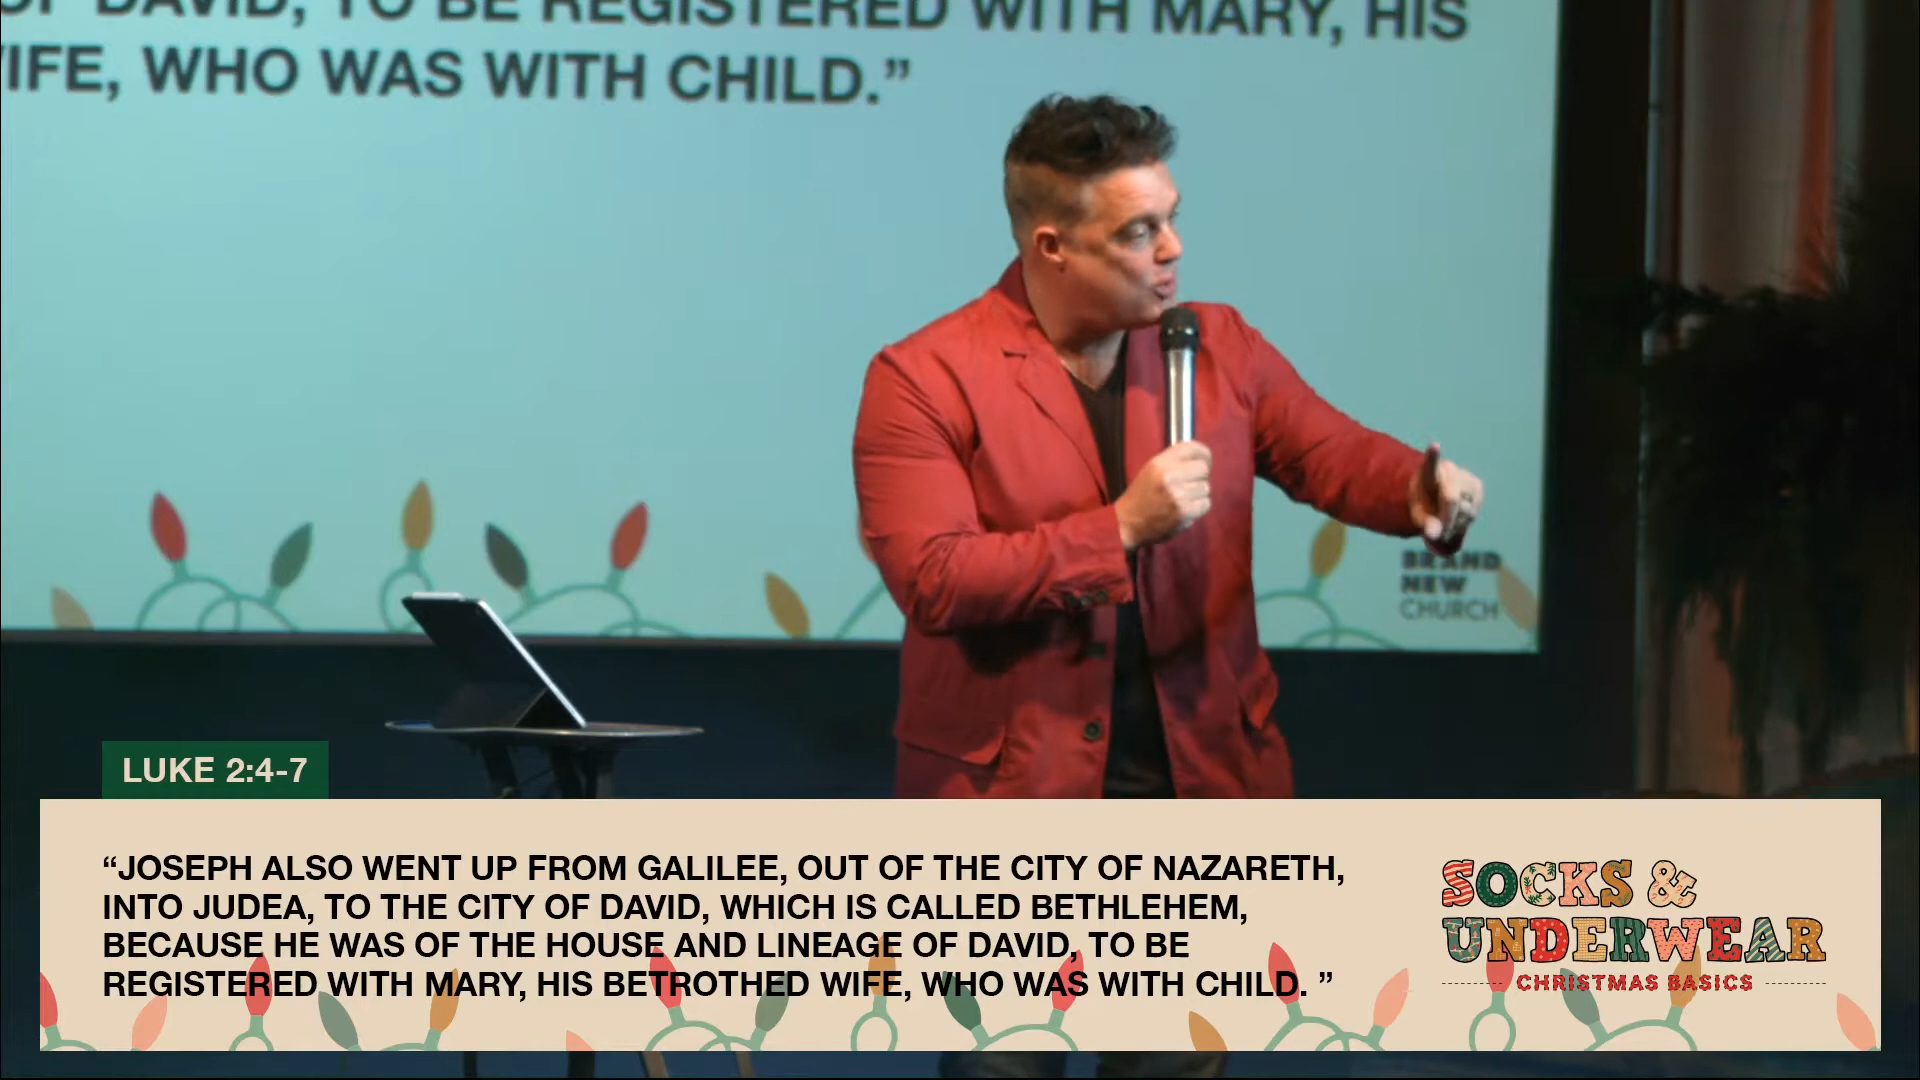 OF DAVID, TO BE REGISTERED WITH MARY, HIS
WIFE, WHO WAS WITH CHILD.”
BRAND
NEW
CHURCH
LUKE 2:4-7
“JOSEPH ALSO WENT UP FROM GALILEE, OUT OF THE CITY OF NAZARETH,
INTO JUDEA, TO THE CITY OF DAVID, WHICH IS CALLED BETHLEHEM,
BECAUSE HE WAS OF THE HOUSE AND LINEAGE OF DAVID, TO BE
REGISTERED WITH MARY, HIS BETROTHED WIFE, WHO WAS WITH CHILD. ”
SOCKS &
UNDERWEAR
CHRISTMAS BASICS